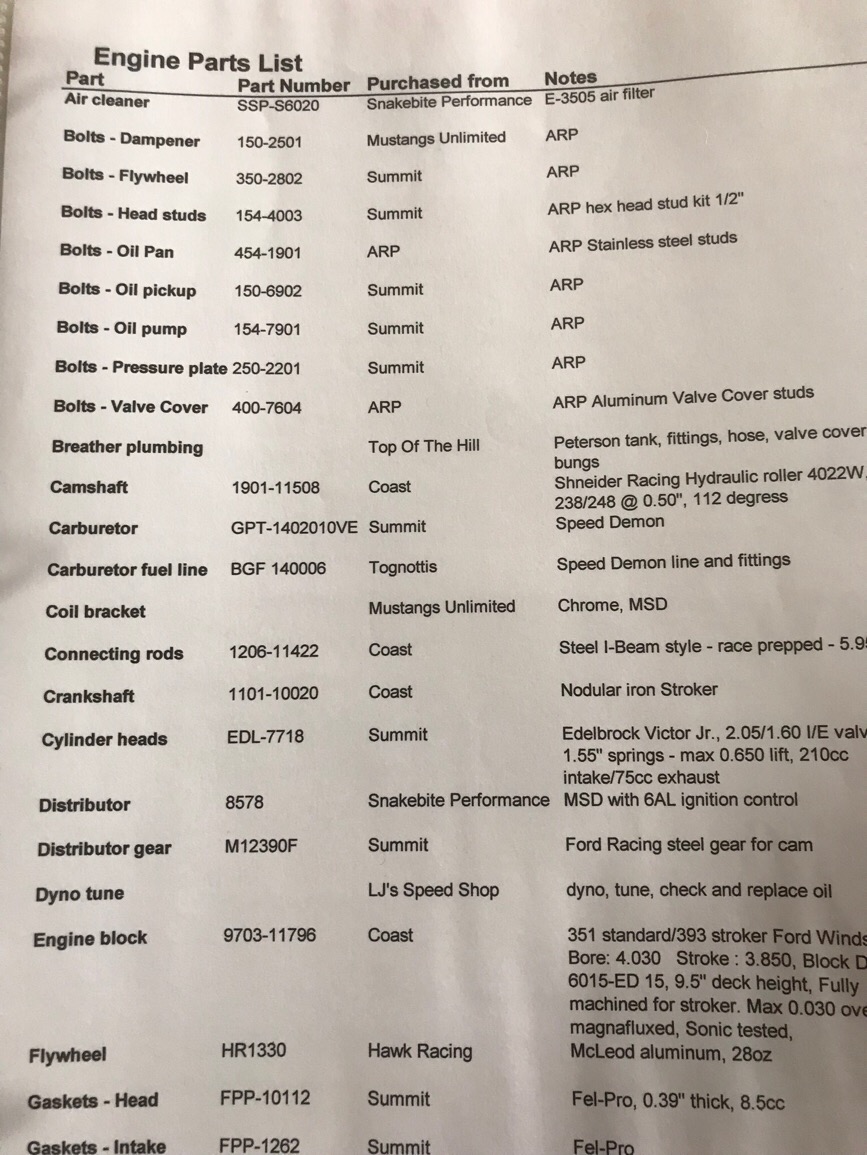 Engine Parts List
Part Part Number Purchased from Notes
Air cleaner SSP-S6020 Snakebite Performance E-3505 air filter
Bolts - Dampener 150-2501 Mustangs Unlimited ARP
Bolts - Flywheel 350-2802 Summit ARP
Bolts - Head studs 154-4003 Summit ARP hex head stud kit 1/2"
Bolts - Oil Pan 454-1901 ARP ARP Stainless steel studs
Bolts - Oil pickup 150-6902 Summit ARP
Bolts - Oil pump 154-7901 Summit ARP
Bolts - Pressure plate 250-2201 Summit ARP
Bolts - Valve Cover 400-7604 ARP ARP Aluminum Valve Cover studs
Breather plumbing Top Of The Hill Peterson tank, fittings, hose, valve cover
bungs
Camshaft 1901-11508 Coast Shneider Racing Hydraulic roller 4022W,
238/248 @ 0.50", 112 degress
Carburetor GPT-1402010VE Summit Speed Demon
Carburetor fuel line BGF 140006 Tognottis Speed Demon line and fittings
Coil bracket Mustangs Unlimited Chrome, MSD
Connecting rods 1206-11422 Coast Steel I-Beam style - race prepped -
Crankshaft 1101-10020 Coast Nodular iron Stroker
Cylinder heads EDL-7718 Summit Edelbrock Victor Jr., 2.05/1.60 I/E
1.55" springs - max 0.650 lift, 210cc
intake/75cc exhaust
Distributor 8578 Snakebite Performance MSD with 6AL ignition control
Distributor gear M12390F Summit Ford Racing steel gear for cam
Dyno tune LJ's Speed Shop dyno, tune, check and replace oil
Engine block 9703-11796 Coast 351 standard/393 stroker Ford
Bore: 4.030 Stroke : 3.850, Block
6015-ED 15, 9.5" deck height, Fully
machined for stroker. Max 0.030
magnafluxed, Sonic tested,
Flywheel HR1330 Hawk Racing McLeod aluminum, 28oz
Gaskets - Head FPP-10112 Summit Fel-Pro, 0.39" thick, 8.5cc
Gaskets - Intake FPP-1262 Summit Fel-Pro